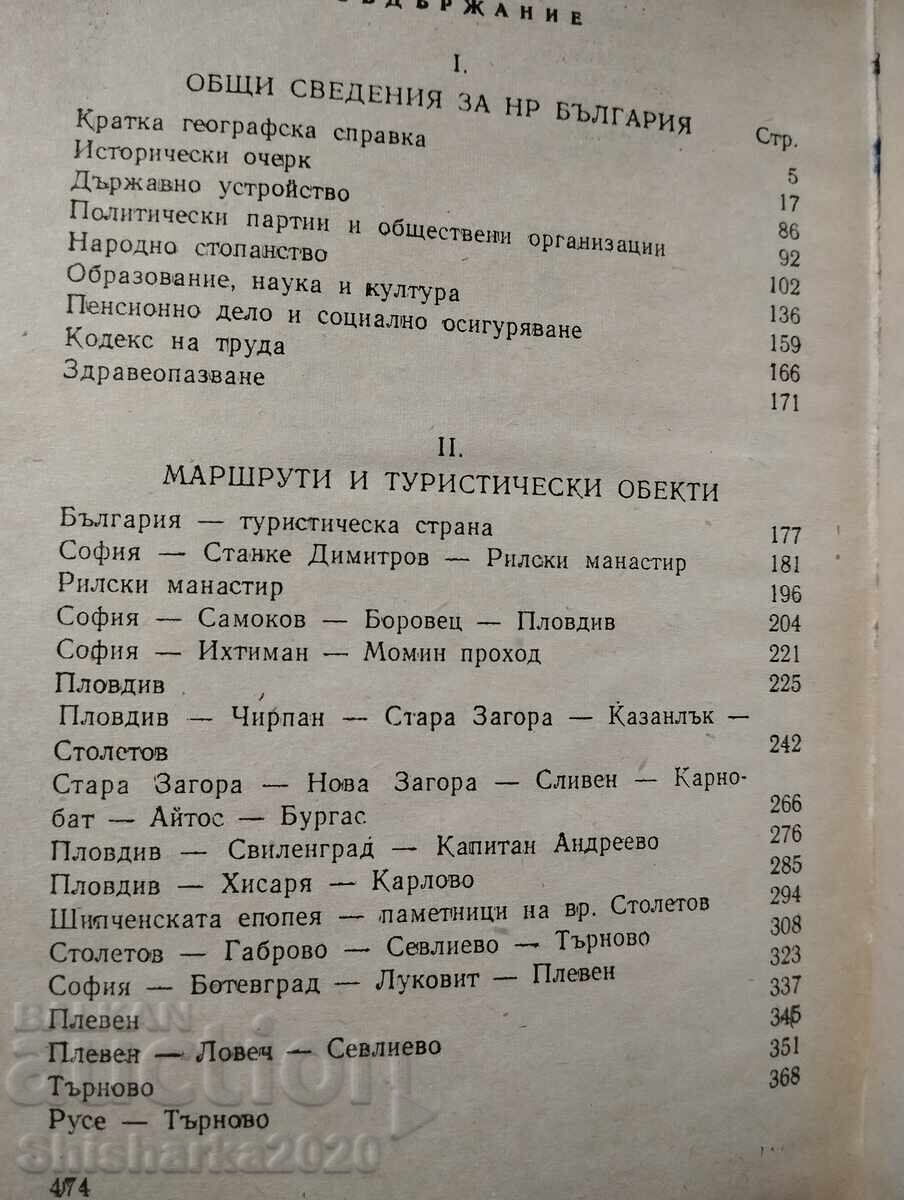 ЪДЪРЖАНИЕ
I.
ОБЩИ СВЕДЕНИЯ ЗА НР БЪЛГАРИЯ
Стр.
Кратка географска справка 5
Исторически очерк 17
Държавно устройство 86
Политически партии и обществени организации 92
Народно стопанство 102
Образование, наука и култура 136
Пенсионно дело и социално осигуряване 159
Кодекс на труда 166
Здравеопазване 171
II.
МАРШРУТИ И ТУРИСТИЧЕСКИ ОБЕКТИ
България — туристическа страна 177
София — Станке Димитров — Рилски манастир 181
Рилски манастир 196
София — Самоков — Боровец — Пловдив 204
София — Ихтиман — Момин проход 221
Пловдив 225
Пловдив — Чирпан — Стара Загора — Казанлък —
Столетов 242
Стара Загора — Нова Загора — Сливен — Карно-
бат — Айтос — Бургас 266
Пловдив — Свиленград — Капитан Андреево 276
Пловдив — Хисаря — Карлово 285
Шипченската епопея — паметници на вр. Столетов 294
Столетов — Габрово — Севлиево — Търново 308
София — Ботевград — Луковит — Плевен 323
Плевен 337
Плевен — Ловеч — Севлиево 345
Търново 351
Русе — Търново 368
BALKAN
auction
Shisharka2020
4/74